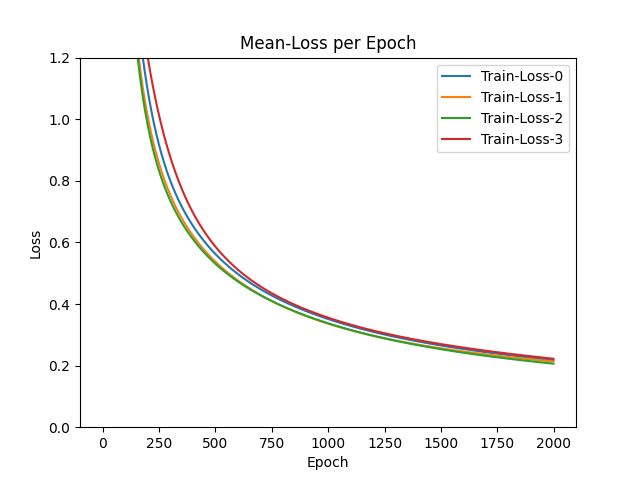 Mean-Loss per Epoch
1.2
1.0
0.8
0.6
0.4
0.2
0.0
Loss
Train-Loss-0
Train-Loss-1
Train-Loss-2
Train-Loss-3
0 250 500 750 1000 1250 1500 1750 2000
Epoch